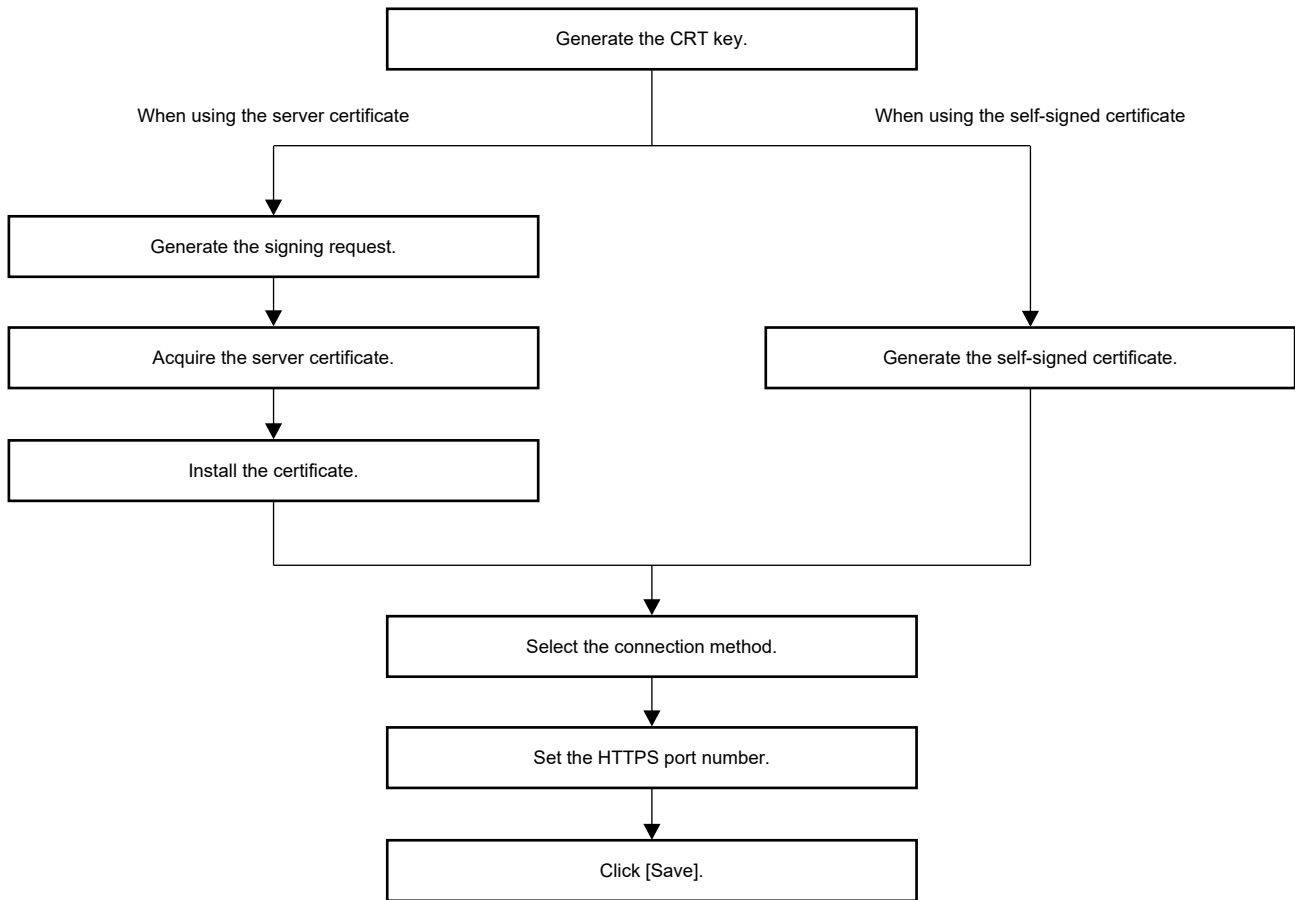 Generate the CRT key.
When using the server certificate
When using the self-signed certificate
Generate the signing request.
Acquire the server certificate.
Generate the self-signed certificate.
Install the certificate.
Select the connection method.
Set the HTTPS port number.
Click [Save].